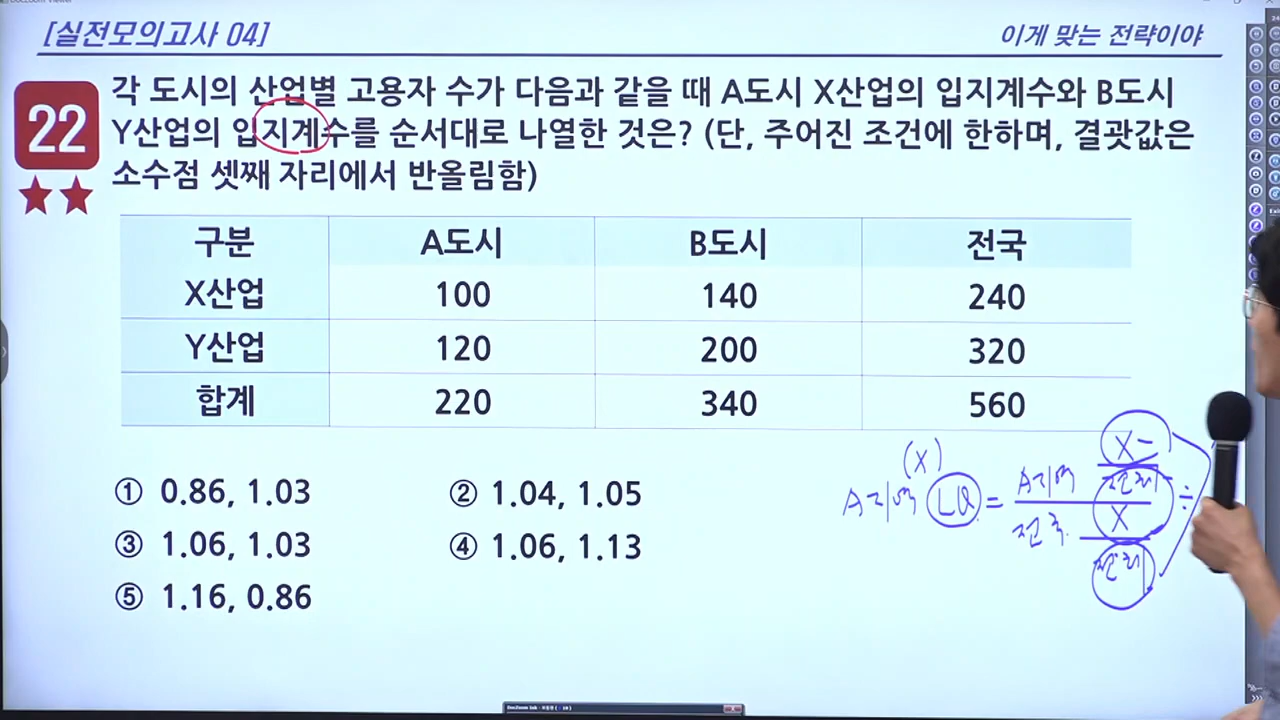 [실전모의고사 04]
이게 맞는 전략이야
22
각 도시의 산업별 고용자 수가 다음과 같을 때 A도시 X산업의 입지계수와 B도시
Y산업의 입지계수를 순서대로 나열한 것은? (단, 주어진 조건에 한하며, 결괏값은
소수점 셋째 자리에서 반올림함)
구분 A도시 B도시 전국
X산업 100 140 240
Y산업 120 200 320
합계 220 340 560
① 0.86, 1.03
② 1.04, 1.05
③ 1.06, 1.03
④ 1.06, 1.13
⑤ 1.16, 0.86
(X)
A지역 LQ =
A지역 X
전체
전국 X
전체
÷